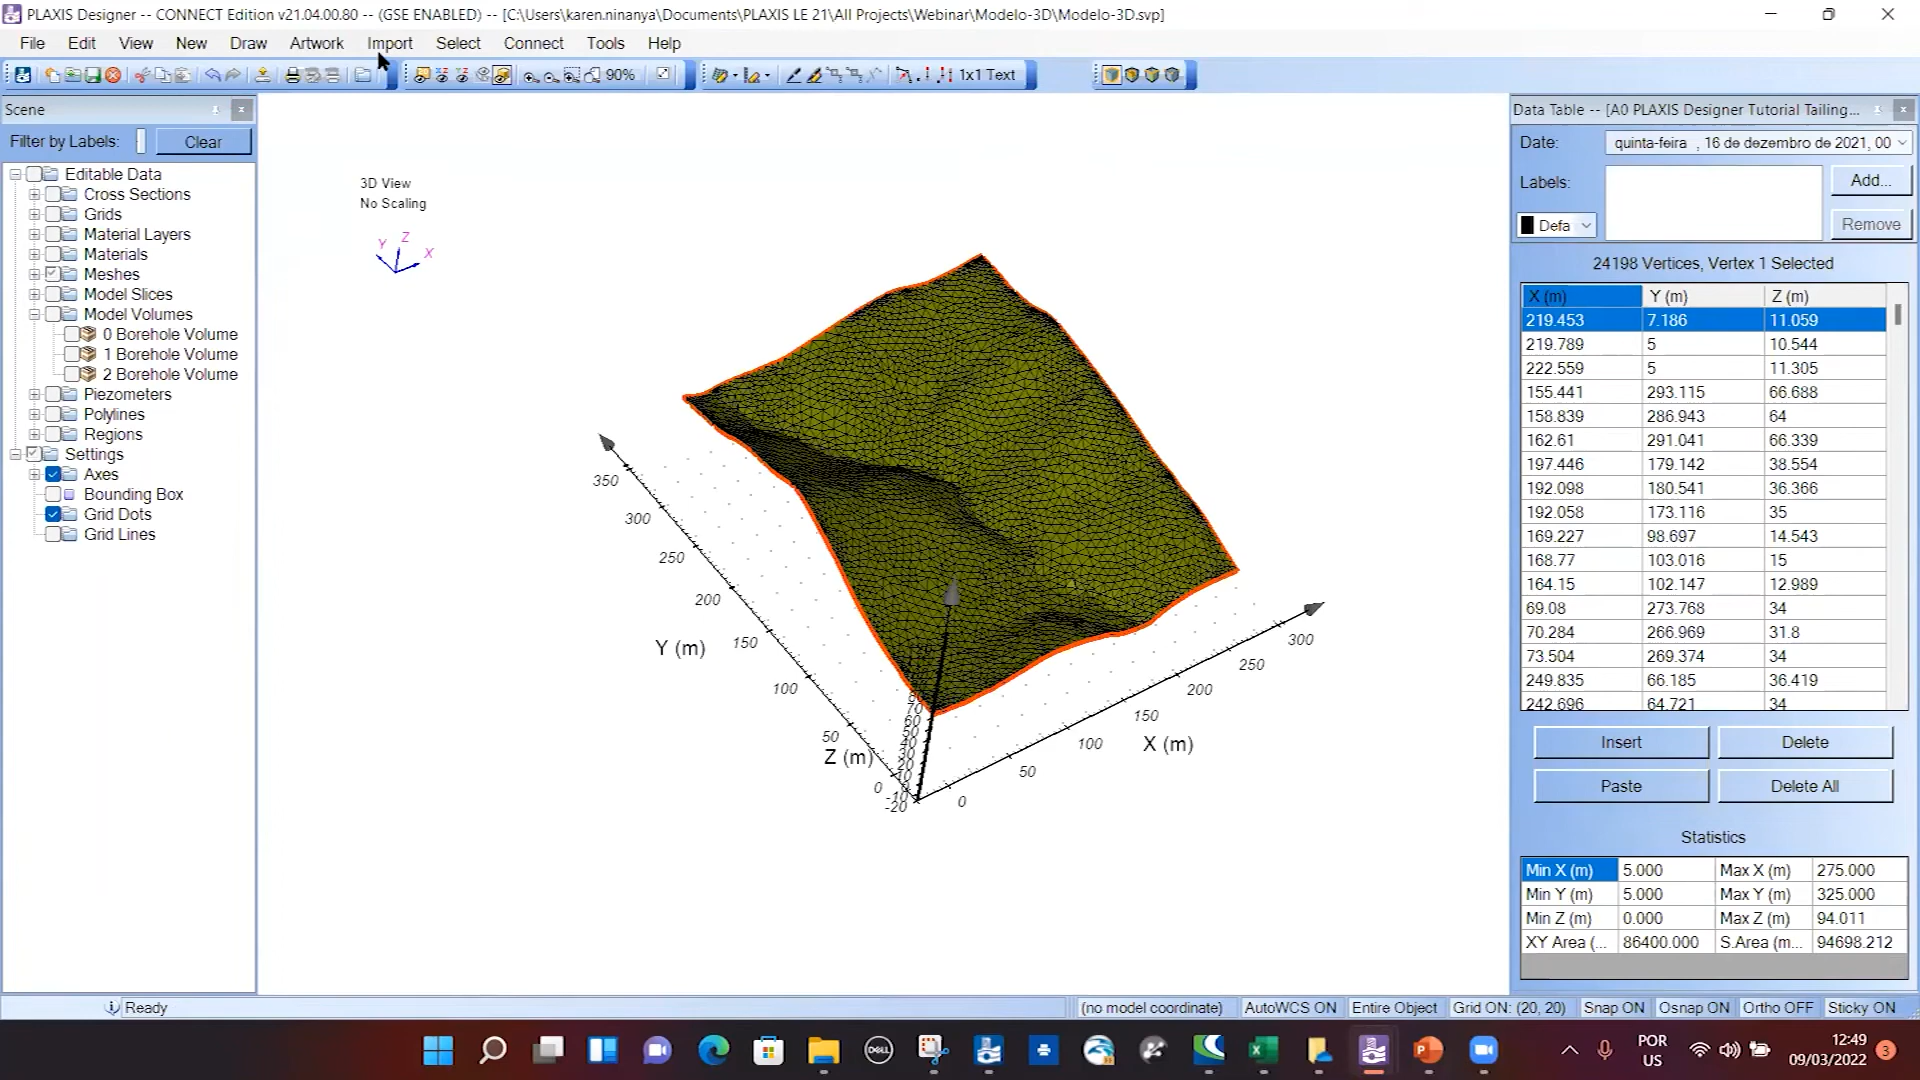 PLAXIS Designer -- CONNECT Edition v21.04.00.80 -- (GSE ENABLED) -- [C:\Users\karen.ninanya\Documents\PLAXIS LE 21\All Projects\Webinar\Modelo-3D\Modelo-3D.svp]
File Edit View New Draw Artwork Import Select Connect Tools Help
90% 1x1 Text
Scene
Filter by Labels: Clear
Editable Data
Cross Sections
Grids
Material Layers
Materials
Meshes
Model Slices
Model Volumes
0 Borehole Volume
1 Borehole Volume
2 Borehole Volume
Piezometers
Polylines
Regions
Settings
Axes
Bounding Box
Grid Dots
Grid Lines
3D View
No Scaling
Y Z X
350
300
250
200
150
100
50
0
Y (m)
Z (m)
70
60
50
40
30
20
10
-10
-20
0
50
100
150
200
250
300
X (m)
Data Table -- [A0 PLAXIS Designer Tutorial Tailing...
Date: quinta-feira , 16 de dezembro de 2021, 00
Labels: Add...
Defa Remove
24198 Vertices, Vertex 1 Selected
X (m) Y (m) Z (m)
219.453 7.186 11.059
219.789 5 10.544
222.559 5 11.305
155.441 293.115 66.688
158.839 286.943 64
162.61 291.041 66.339
197.446 179.142 38.554
192.098 180.541 36.366
192.058 173.116 35
169.227 98.697 14.543
168.77 103.016 15
164.15 102.147 12.989
69.08 273.768 34
70.284 266.969 31.8
73.504 269.374 34
249.835 66.185 36.419
242.696 64.721 34
Insert Delete
Paste Delete All
Statistics
Min X (m) 5.000 Max X (m) 275.000
Min Y (m) 5.000 Max Y (m) 325.000
Min Z (m) 0.000 Max Z (m) 94.011
XY Area (... 86400.000 S.Area (m... 94698.212
Ready (no model coordinate) AutoWCS ON Entire Object Grid ON: (20, 20) Snap ON Osnap ON Ortho OFF Sticky ON
DELL
POR
US
12:49
09/03/2022
3